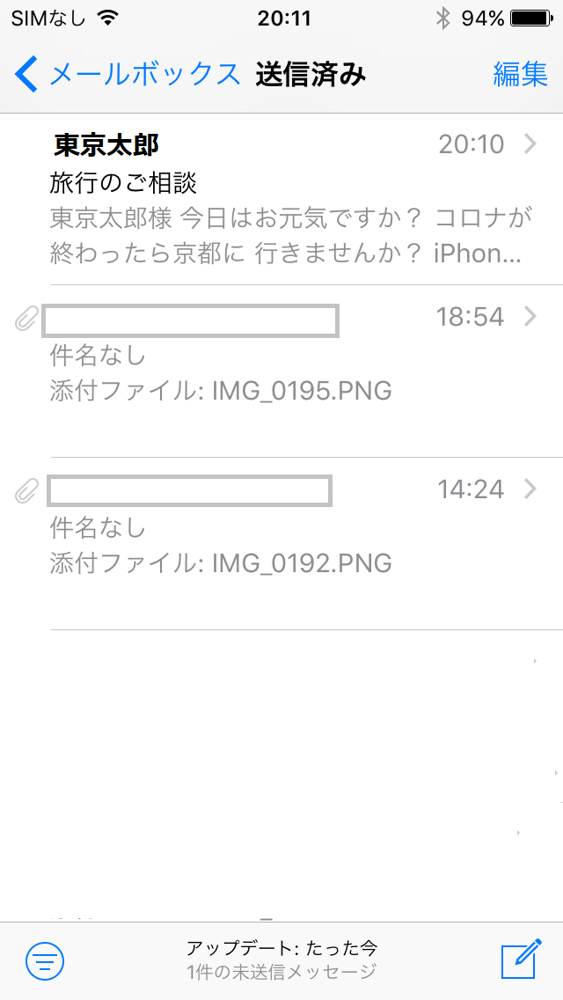 SIMなし 20:11 94%
メールボックス 送信済み 編集
東京太郎 20:10
旅行のご相談
東京太郎様 今日はお元気ですか？ コロナが
終わったら京都に 行きませんか？ iPhon...
18:54
件名なし
添付ファイル: IMG_0195.PNG
14:24
件名なし
添付ファイル: IMG_0192.PNG
アップデート: たった今
1件の未送信メッセージ